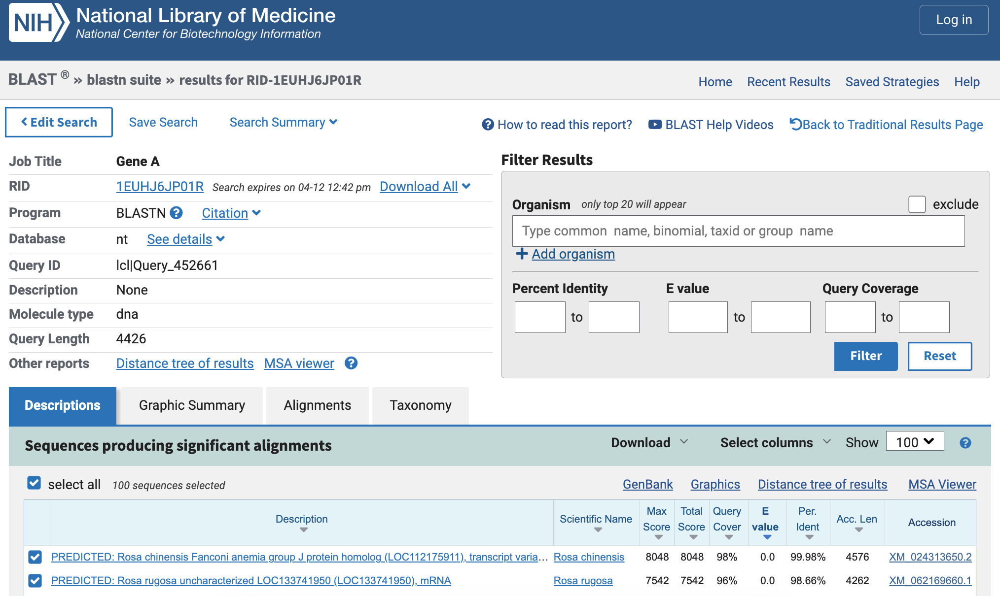 NIH National Library of Medicine
National Center for Biotechnology Information
Log in
BLAST ® » blastn suite » results for RID-1EUHJ6JP01R
Home Recent Results Saved Strategies Help
Edit Search Save Search Search Summary
How to read this report? BLAST Help Videos Back to Traditional Results Page
Job Title Gene A
RID 1EUHJ6JP01R Search expires on 04-12 12:42 pm Download All
Program BLASTN Citation
Database nt See details
Query ID lcl|Query_452661
Description None
Molecule type dna
Query Length 4426
Other reports Distance tree of results MSA viewer
Filter Results
Organism only top 20 will appear exclude
Type common name, binomial, taxid or group name
Add organism
Percent Identity E value Query Coverage
to to to
Filter Reset
Descriptions Graphic Summary Alignments Taxonomy
Sequences producing significant alignments Download Select columns Show 100
select all 100 sequences selected GenBank Graphics Distance tree of results MSA Viewer
Description Scientific Name Max Score Total Score Query Cover E value Per. Ident Acc. Len Accession
PREDICTED: Rosa chinensis Fanconi anemia group J protein homolog (LOC112175911), transcript varia... Rosa chinensis 8048 8048 98% 0.0 99.98% 4576 XM_024313650.2
PREDICTED: Rosa rugosa uncharacterized LOC133741950 (LOC133741950), mRNA Rosa rugosa 7542 7542 96% 0.0 98.66% 4262 XM_062169660.1